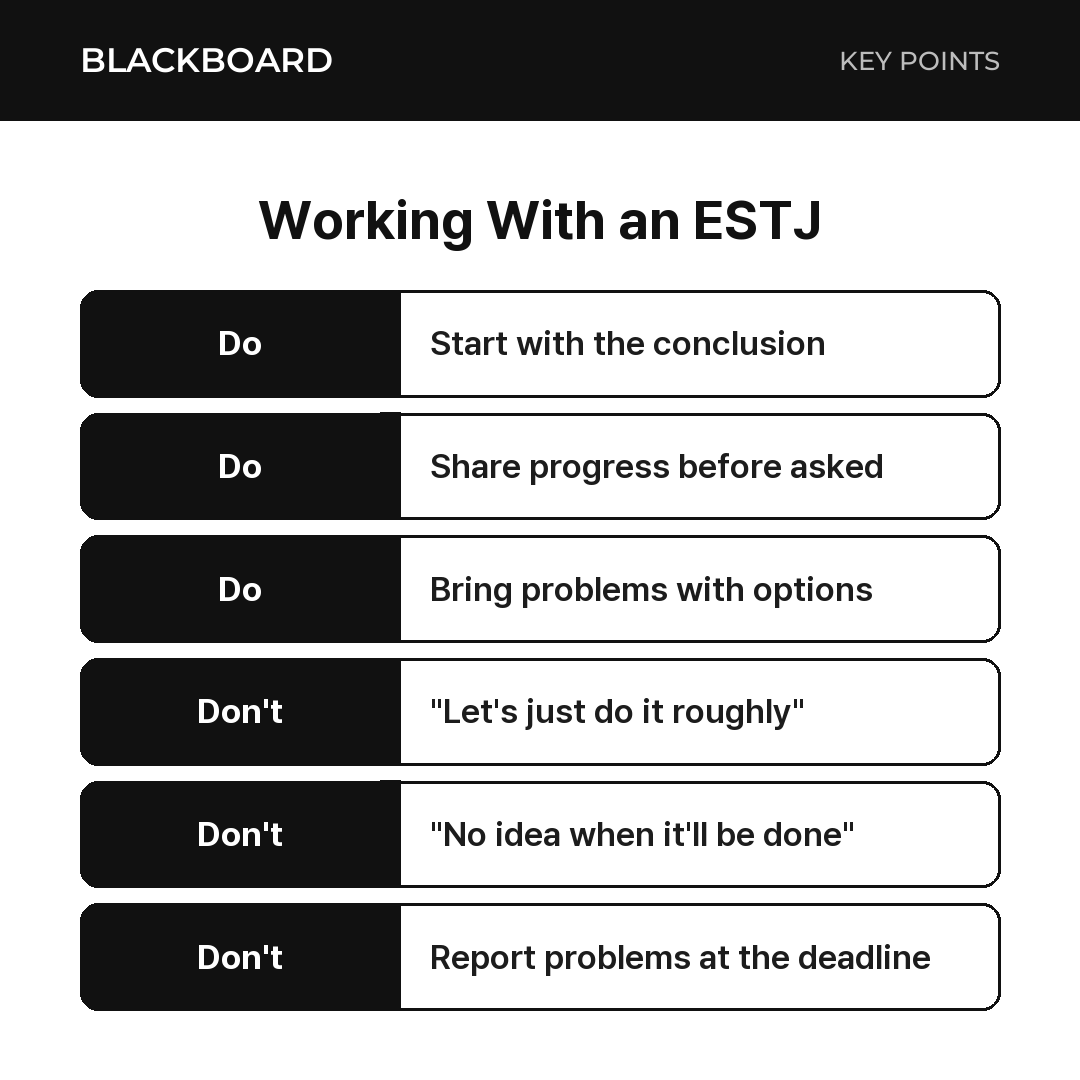 BLACKBOARD
KEY POINTS
Working With an ESTJ
Do
Start with the conclusion
Do
Share progress before asked
Do
Bring problems with options
Don't
"Let's just do it roughly"
Don't
"No idea when it'll be done"
Don't
Report problems at the deadline